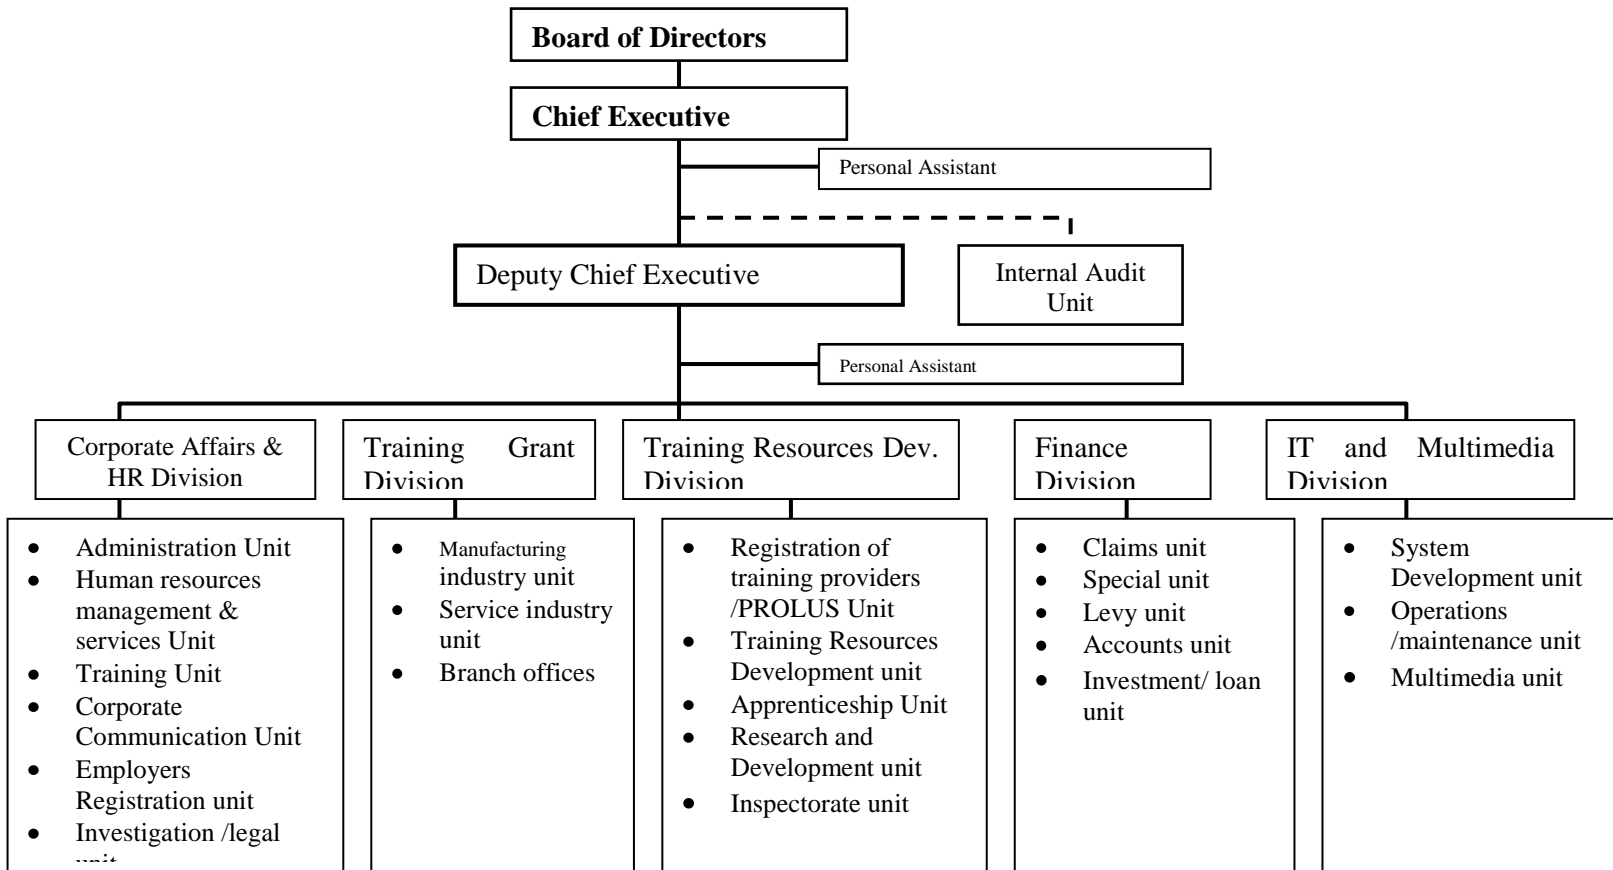 Board of Directors
Chief Executive
Personal Assistant
Deputy Chief Executive
Internal Audit
Unit
Personal Assistant
Corporate Affairs &
HR Division
Training Grant
Division
Training Resources Dev.
Division
Finance
Division
IT and Multimedia
Division
• Administration Unit
• Human resources
management &
services Unit
• Training Unit
• Corporate
Communication Unit
• Employers
Registration unit
• Investigation /legal
unit
• Manufacturing
industry unit
• Service industry
unit
• Branch offices
• Registration of
training providers
/PROLUS Unit
• Training Resources
Development unit
• Apprenticeship Unit
• Research and
Development unit
• Inspectorate unit
• Claims unit
• Special unit
• Levy unit
• Accounts unit
• Investment/ loan
unit
• System
Development unit
• Operations
/maintenance unit
• Multimedia unit